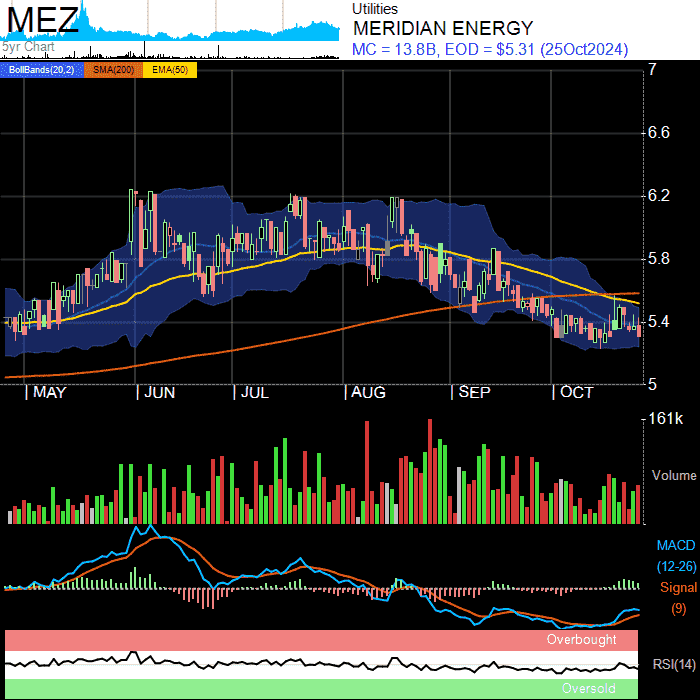 MEZ
5yr Chart
Utilities
MERIDIAN ENERGY
MC = 13.8B, EOD = $5.31 (25Oct2024)
BollBands(20,2) SMA(200) EMA(50)
7
6.6
6.2
5.8
5.4
5
MAY JUN JUL AUG SEP OCT
161k
Volume
MACD
(12-26)
Signal
(9)
Overbought
RSI(14)
Oversold